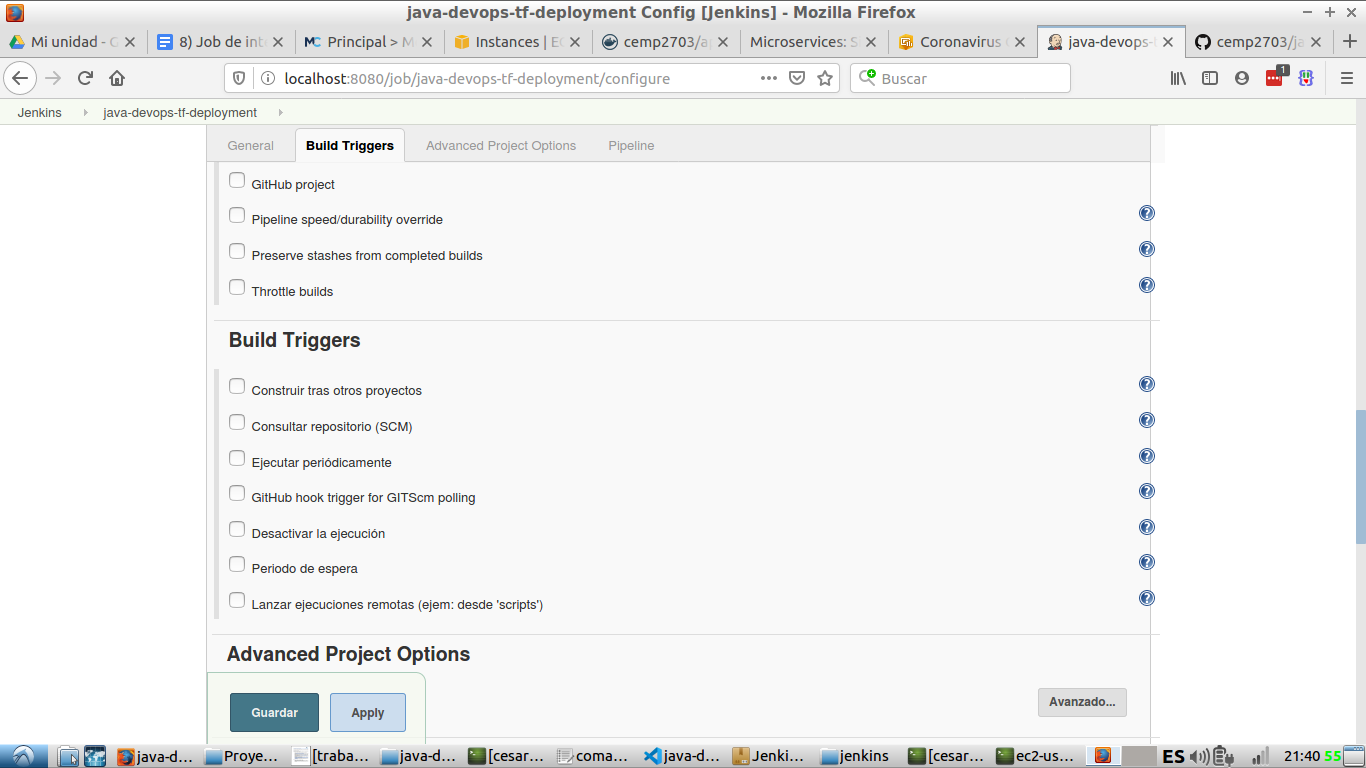 java-devops-tf-deployment Config [Jenkins] - Mozilla Firefox
Mi unidad - G
8) Job de int
Principal > M
Instances | EC
cemp2703/ap
Microservices: S
Coronavirus
java-devops-t
cemp2703/ja
localhost:8080/job/java-devops-tf-deployment/configure
Buscar
1
Jenkins
java-devops-tf-deployment
General
Build Triggers
Advanced Project Options
Pipeline
GitHub project
Pipeline speed/durability override
Preserve stashes from completed builds
Throttle builds
Build Triggers
Construir tras otros proyectos
Consultar repositorio (SCM)
Ejecutar periódicamente
GitHub hook trigger for GITScm polling
Desactivar la ejecución
Periodo de espera
Lanzar ejecuciones remotas (ejem: desde 'scripts')
Advanced Project Options
Guardar
Apply
Avanzado...
java-d...
Proye...
[traba...
java-d...
[cesar...
coma...
java-d...
Jenki...
jenkins
[cesar...
ec2-us...
ES
21:40
55